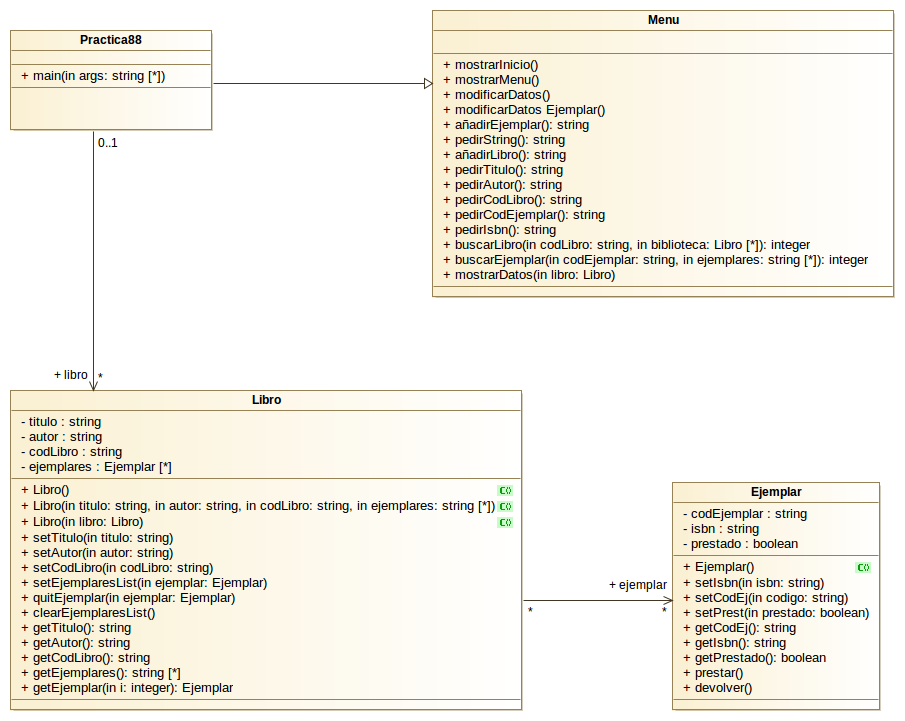 Practica88
+ main(in args: string [*])
Menu
+ mostrarInicio()
+ mostrarMenu()
+ modificarDatos()
+ modificarDatos Ejemplar()
+ añadirEjemplar(): string
+ pedirString(): string
+ añadirLibro(): string
+ pedirTitulo(): string
+ pedirAutor(): string
+ pedirCodLibro(): string
+ pedirCodEjemplar(): string
+ pedirIsbn(): string
+ buscarLibro(in codLibro: string, in biblioteca: Libro [*]): integer
+ buscarEjemplar(in codEjemplar: string, in ejemplares: string [*]): integer
+ mostrarDatos(in libro: Libro)
0..1
+ libro
*
Libro
- titulo : string
- autor : string
- codLibro : string
- ejemplares : Ejemplar [*]
+ Libro()
+ Libro(in titulo: string, in autor: string, in codLibro: string, in ejemplares: string [*])
+ Libro(in libro: Libro)
+ setTitulo(in titulo: string)
+ setAutor(in autor: string)
+ setCodLibro(in codLibro: string)
+ setEjemplaresList(in ejemplar: Ejemplar)
+ quitEjemplar(in ejemplar: Ejemplar)
+ clearEjemplaresList()
+ getTitulo(): string
+ getAutor(): string
+ getCodLibro(): string
+ getEjemplares(): string [*]
+ getEjemplar(in i: integer): Ejemplar
+ ejemplar
*
*
Ejemplar
- codEjemplar : string
- isbn : string
- prestado : boolean
+ Ejemplar()
+ setIsbn(in isbn: string)
+ setCodEj(in codigo: string)
+ setPrest(in prestado: boolean)
+ getCodEj(): string
+ getIsbn(): string
+ getPrestado(): boolean
+ prestar()
+ devolver()